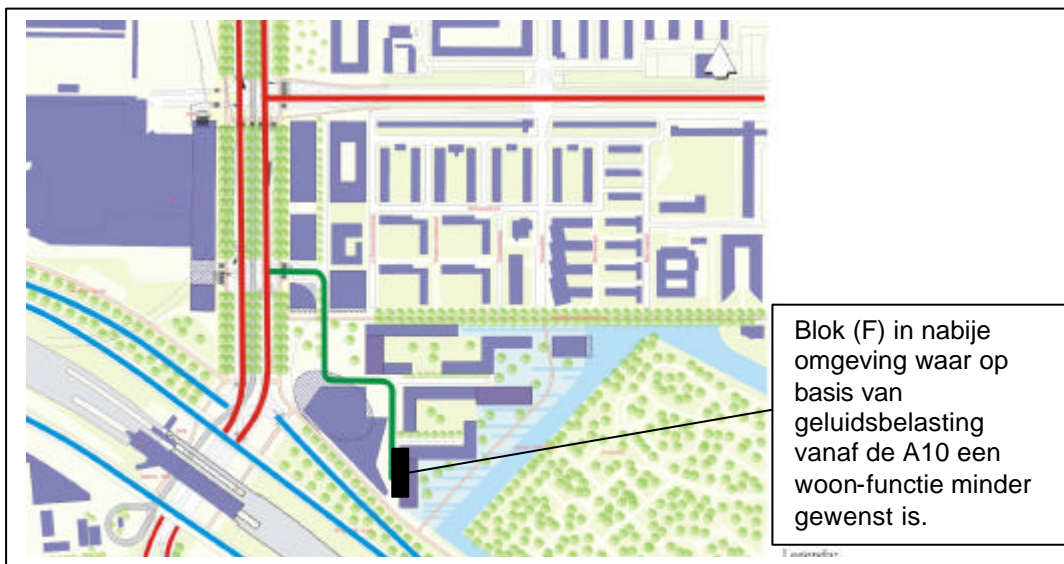 Blok (F) in nabije
omgeving waar op
basis van
geluidsbelasting
vanaf de A10 een
woon-functie minder
gewenst is.